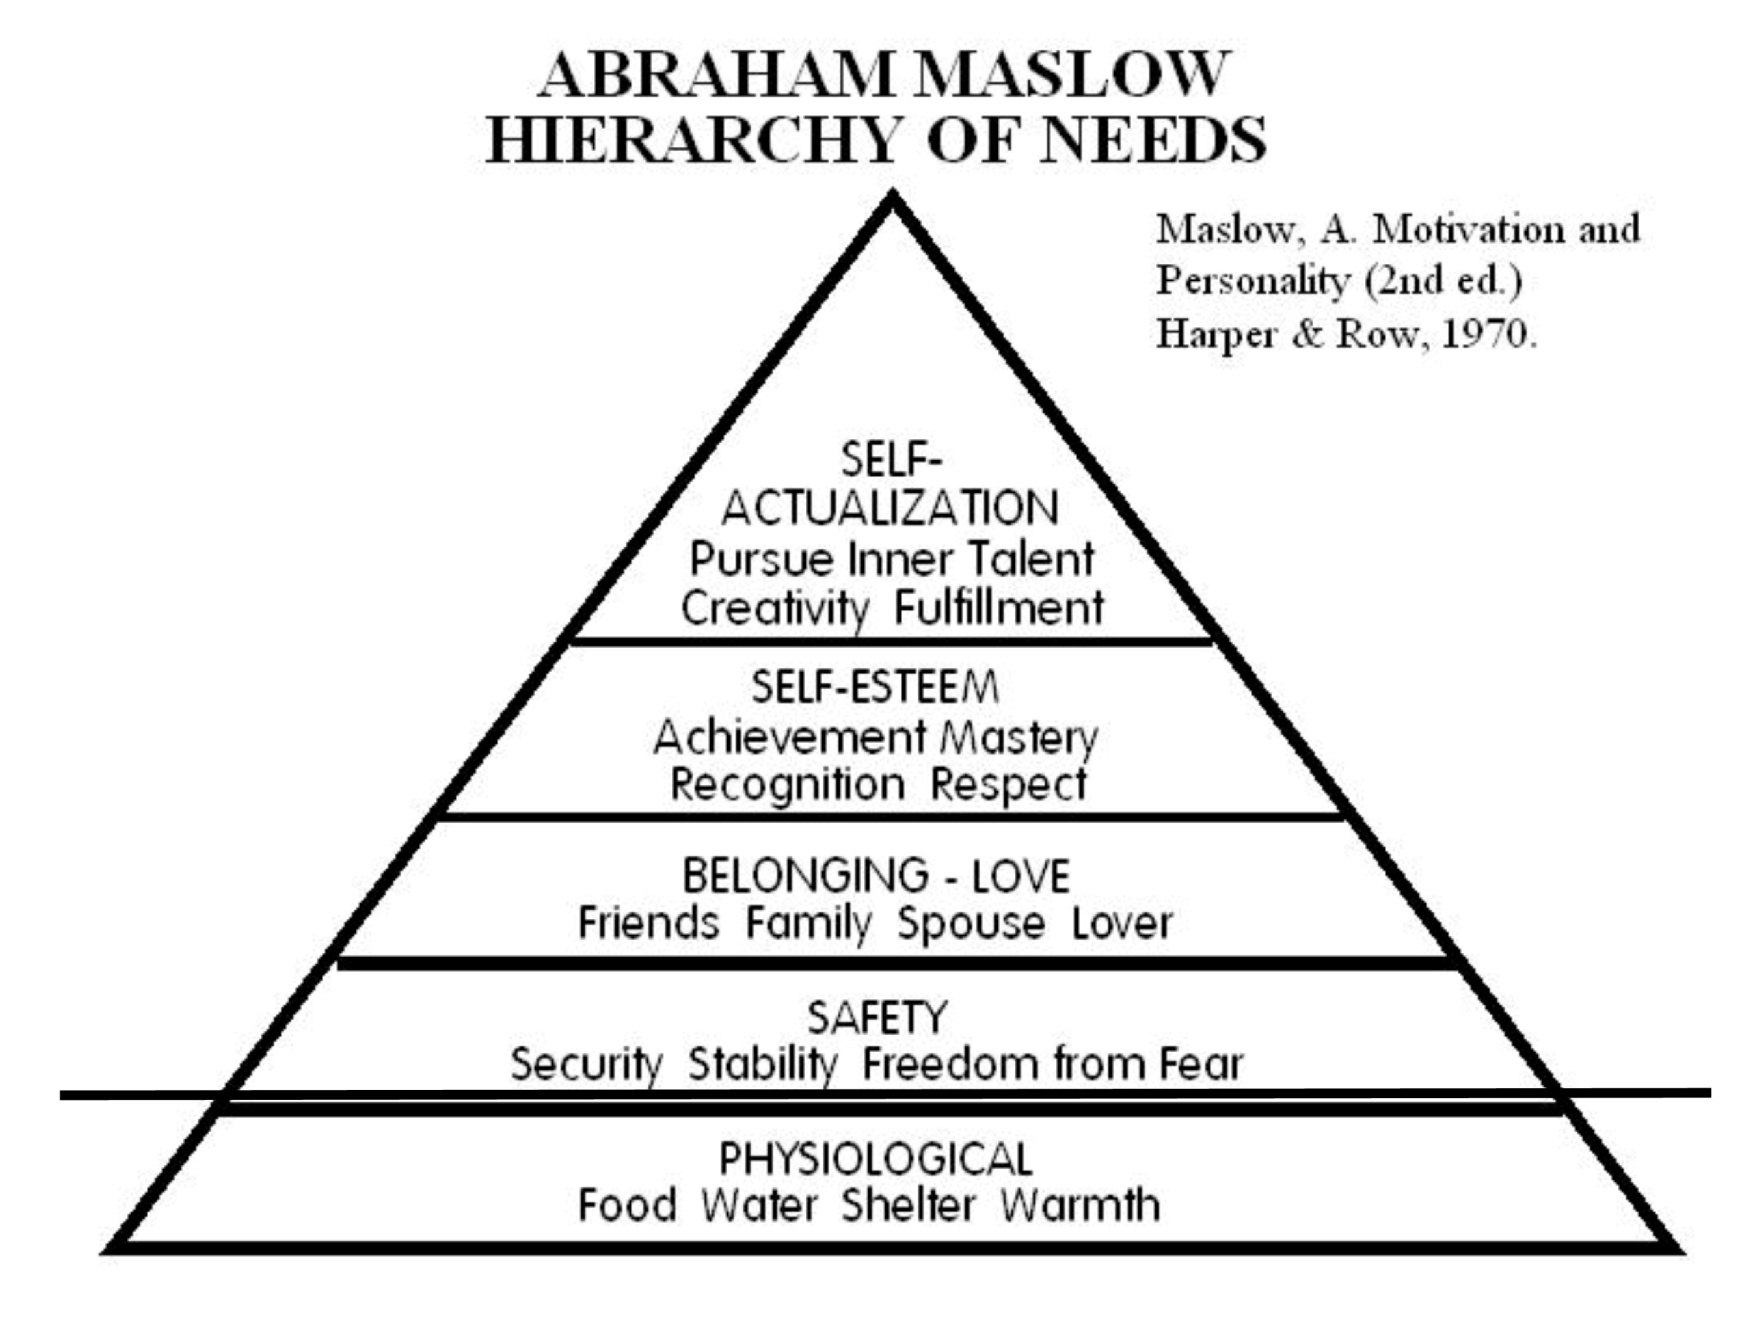 ABRAHAM MASLOW
HIERARCHY OF NEEDS
Maslow, A. Motivation and
Personality (2nd ed.)
Harper & Row, 1970.
SELF-
ACTUALIZATION
Pursue Inner Talent
Creativity Fulfillment
SELF-ESTEEM
Achievement Mastery
Recognition Respect
BELONGING - LOVE
Friends Family Spouse Lover
SAFETY
Security Stability Freedom from Fear
PHYSIOLOGICAL
Food Water Shelter Warmth